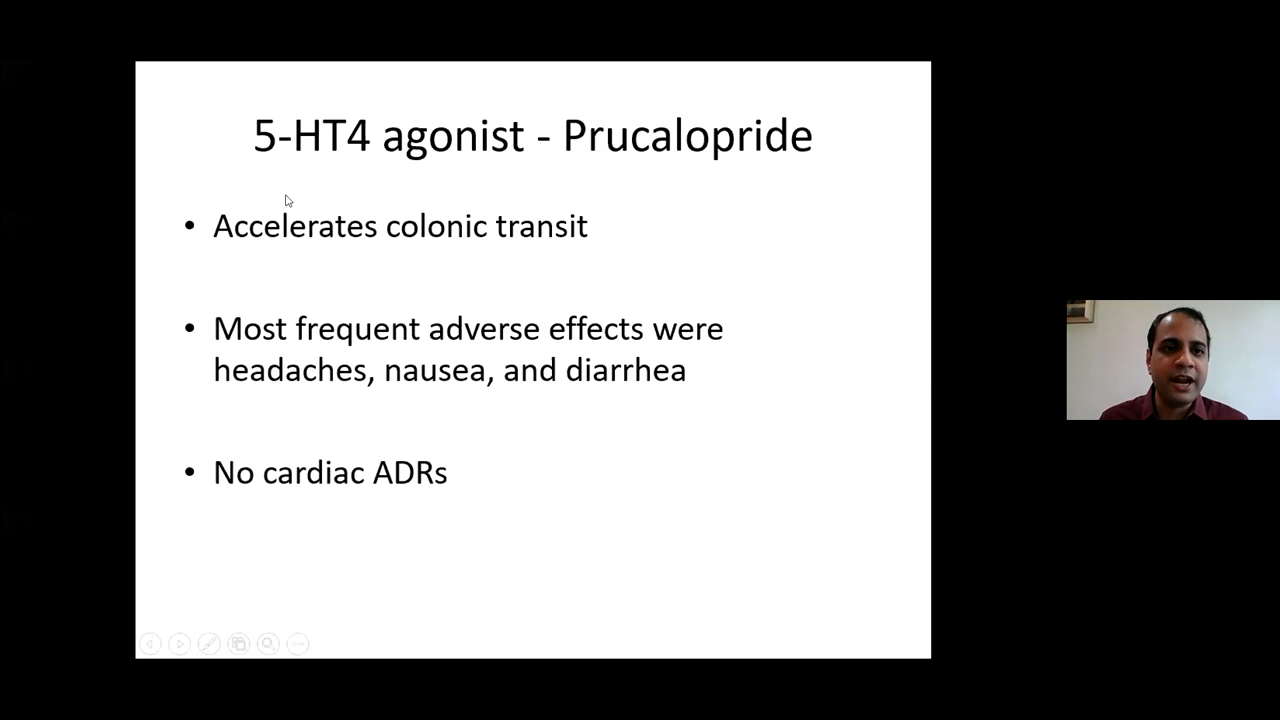 5-HT4 agonist - Prucalopride
• Accelerates colonic transit
• Most frequent adverse effects were
headaches, nausea, and diarrhea
• No cardiac ADRs